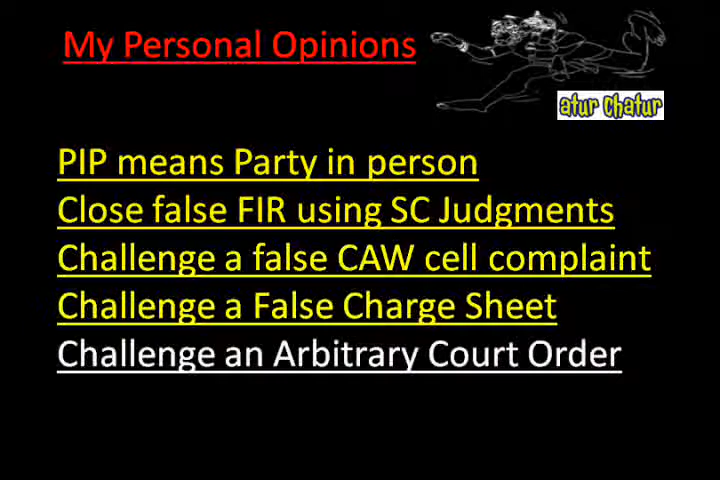 My Personal Opinions
atur chatur
PIP means Party in person
Close false FIR using SC Judgments
Challenge a false CAW cell complaint
Challenge a False Charge Sheet
Challenge an Arbitrary Court Order